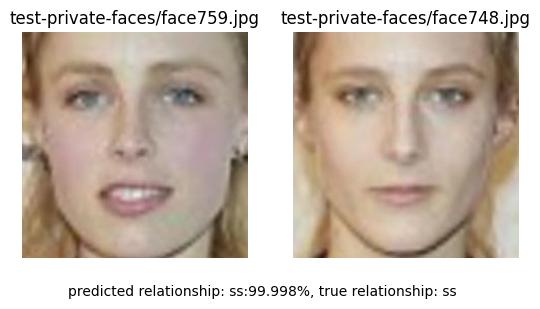 test-private-faces/face759.jpg
test-private-faces/face748.jpg
predicted relationship: ss:99.998%, true relationship: ss